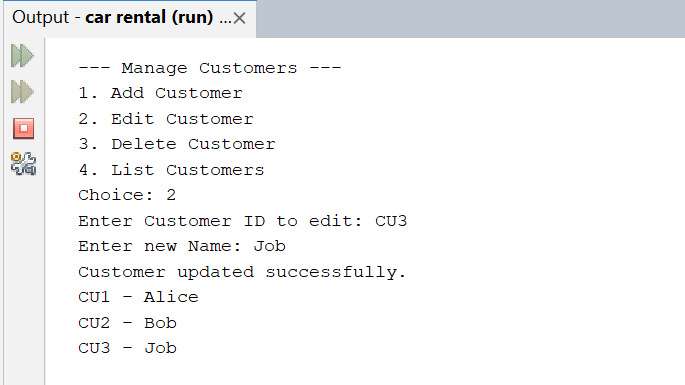 Output - car rental (run) ...
--- Manage Customers ---
1. Add Customer
2. Edit Customer
3. Delete Customer
4. List Customers
Choice: 2
Enter Customer ID to edit: CU3
Enter new Name: Job
Customer updated successfully.
CU1 - Alice
CU2 - Bob
CU3 - Job